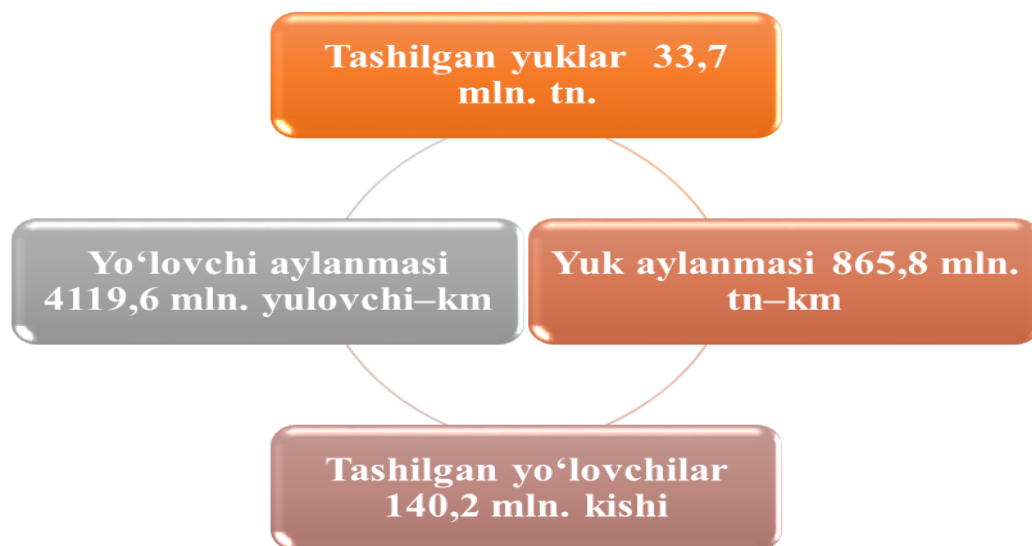 Tashilgan yuklar 33,7
mln. tn.
Yo‘lovchi aylanmasi
4119,6 mln. yulovchi–km
Yuk aylanmasi 865,8 mln.
tn–km
Tashilgan yo‘lovchilar
140,2 mln. kishi